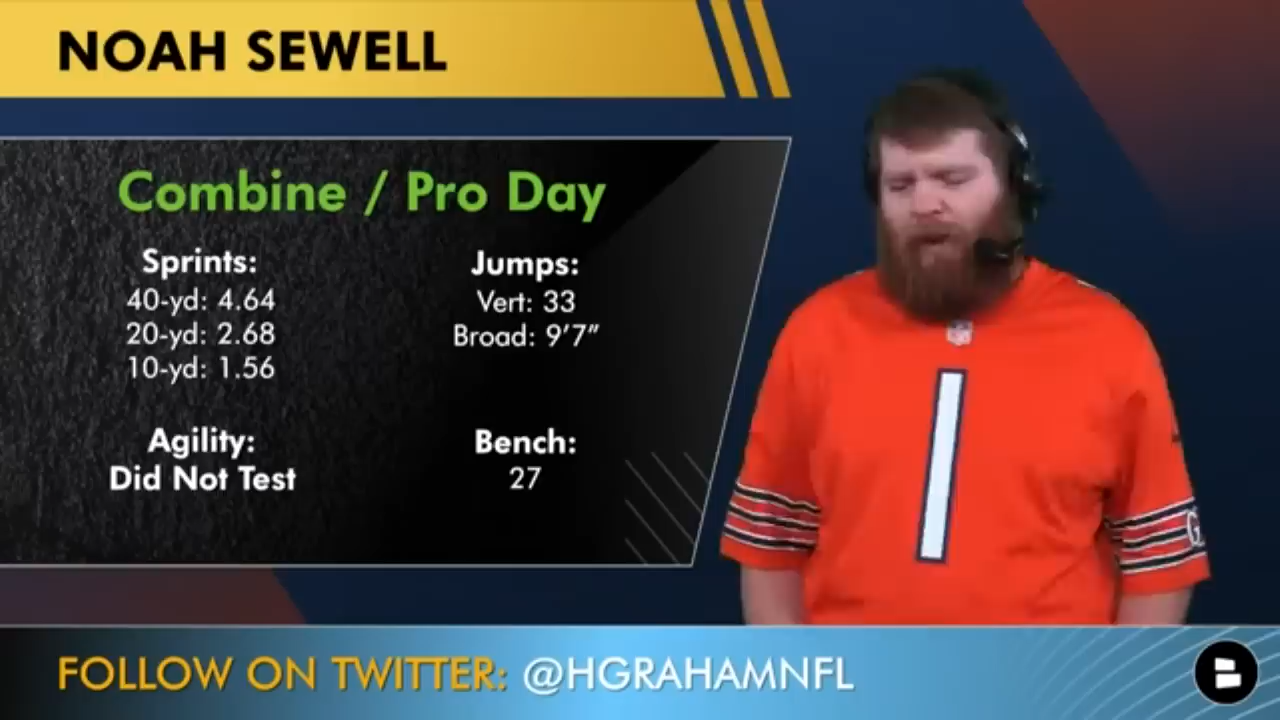 NOAH SEWELL
Combine / Pro Day
Sprints:
40-yd: 4.64
20-yd: 2.68
10-yd: 1.56
Jumps:
Vert: 33
Broad: 9’7”
Agility:
Did Not Test
Bench:
27
1
FOLLOW ON TWITTER: @HGRAHAMNFL